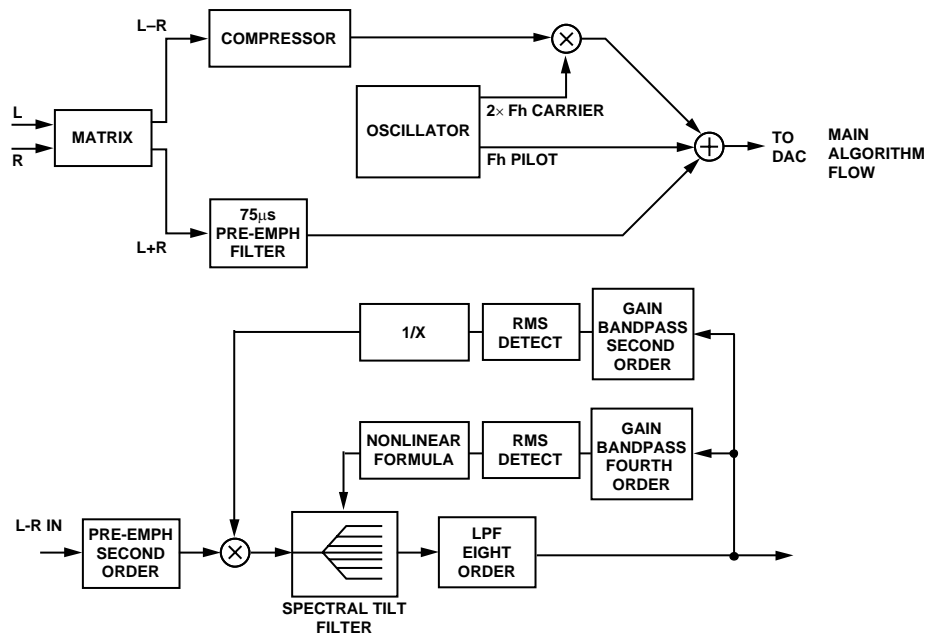 L–R
COMPRESSOR
×
L
R
MATRIX
OSCILLATOR
2× Fh CARRIER
Fh PILOT
+
TO
DAC
MAIN
ALGORITHM
FLOW
L+R
75μs
PRE-EMPH
FILTER
1/X
RMS
DETECT
GAIN
BANDPASS
SECOND
ORDER
NONLINEAR
FORMULA
RMS
DETECT
GAIN
BANDPASS
FOURTH
ORDER
L-R IN
PRE-EMPH
SECOND
ORDER
×
SPECTRAL TILT
FILTER
LPF
EIGHT
ORDER